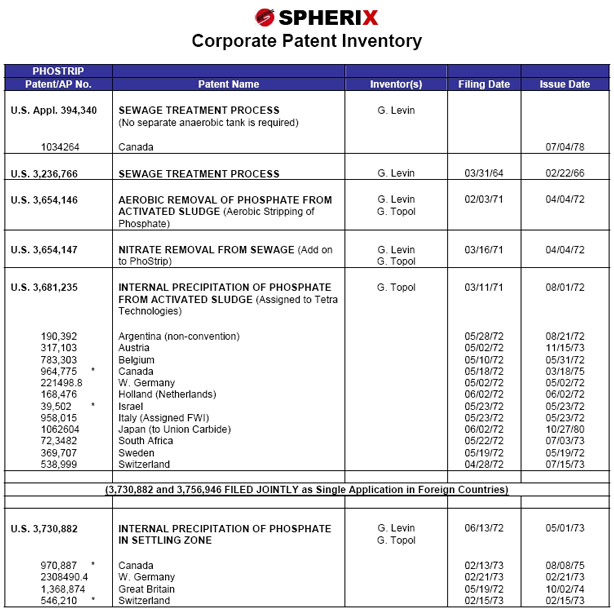 SPHERIX
Corporate Patent Inventory
PHOSTRIP
Patent/AP No. Patent Name Inventor(s) Filing Date Issue Date
U.S. Appl. 394,340 SEWAGE TREATMENT PROCESS G. Levin
(No separate anaerobic tank is required)
1034264 Canada 07/04/78
U.S. 3,236,766 SEWAGE TREATMENT PROCESS G. Levin 03/31/64 02/22/66
U.S. 3,654,146 AEROBIC REMOVAL OF PHOSPHATE FROM G. Levin 02/03/71 04/04/72
ACTIVATED SLUDGE (Aerobic Stripping of G. Topol
Phosphate)
U.S. 3,654,147 NITRATE REMOVAL FROM SEWAGE (Add on G. Levin 03/16/71 04/04/72
to PhoStrip) G. Topol
U.S. 3,681,235 INTERNAL PRECIPITATION OF PHOSPHATE G. Topol 03/11/71 08/01/72
FROM ACTIVATED SLUDGE (Assigned to Tetra
Technologies)
190,392 Argentina (non-convention) 05/28/72 08/21/72
317,103 Austria 05/02/72 11/15/73
783,303 Belgium 05/10/72 05/31/72
964,775 * Canada 05/18/72 03/18/75
221498.8 W. Germany 05/02/72 05/02/72
168,476 Holland (Netherlands) 06/02/72 06/02/72
39,502 * Israel 05/23/72 05/23/72
958,015 Italy (Assigned FWI) 05/23/72 05/23/72
1062604 Japan (to Union Carbide) 06/02/72 10/27/80
72,3482 South Africa 05/22/72 07/03/73
369,707 Sweden 05/19/72 05/19/72
538,999 Switzerland 04/28/72 07/15/73
(3,730,882 and 3,756,946 FILED JOINTLY as Single Application in Foreign Countries)
U.S. 3,730,882 INTERNAL PRECIPITATION OF PHOSPHATE G. Levin 06/13/72 05/01/73
IN SETTLING ZONE G. Topol
970,887 * Canada 02/13/73 08/08/75
2308490.4 W. Germany 02/21/73 02/21/73
1,368,874 Great Britain 05/19/72 10/02/74
546,210 * Switzerland 02/15/73 02/15/73